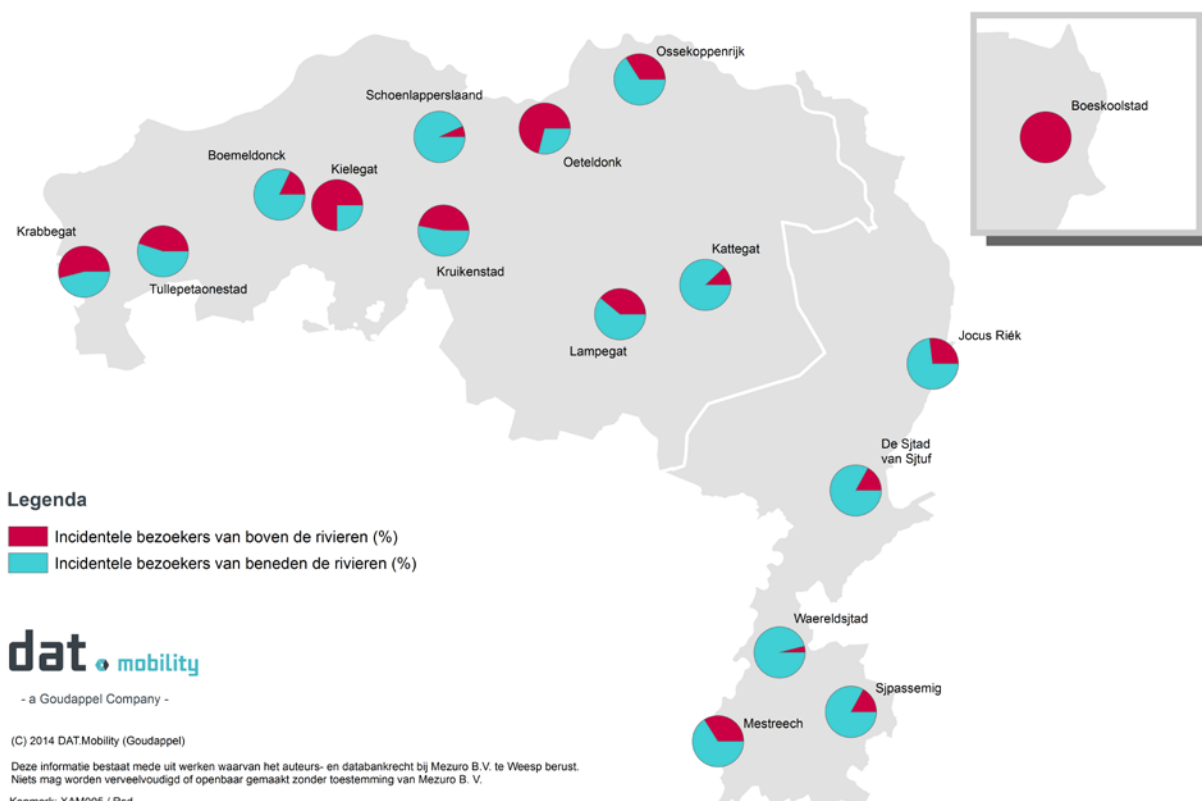 Ossekoppenrijk
Schoenlapperslaand
Boeskoolstad
Boemeldonck
Kielegat
Oeteldonk
Krabbegat
Kruikenstad
Kattegat
Tullepetaonestad
Jocus Riék
Lampegat
De Sjtad
van Sjtuf
Legenda
Incidentele bezoekers van boven de rivieren (%)
Incidentele bezoekers van beneden de rivieren (%)
Waereldsjtad
dat mobility
- a Goudappel Company -
Sjpassemig
Mestreech
(C) 2014 DAT.Mobility (Goudappel)
Deze informatie bestaat mede uit werken waarvan het auteurs- en databankrecht bij Mezuro B.V. te Weesp berust.
Niets mag worden verveelvoudigd of openbaar gemaakt zonder toestemming van Mezuro B. V.